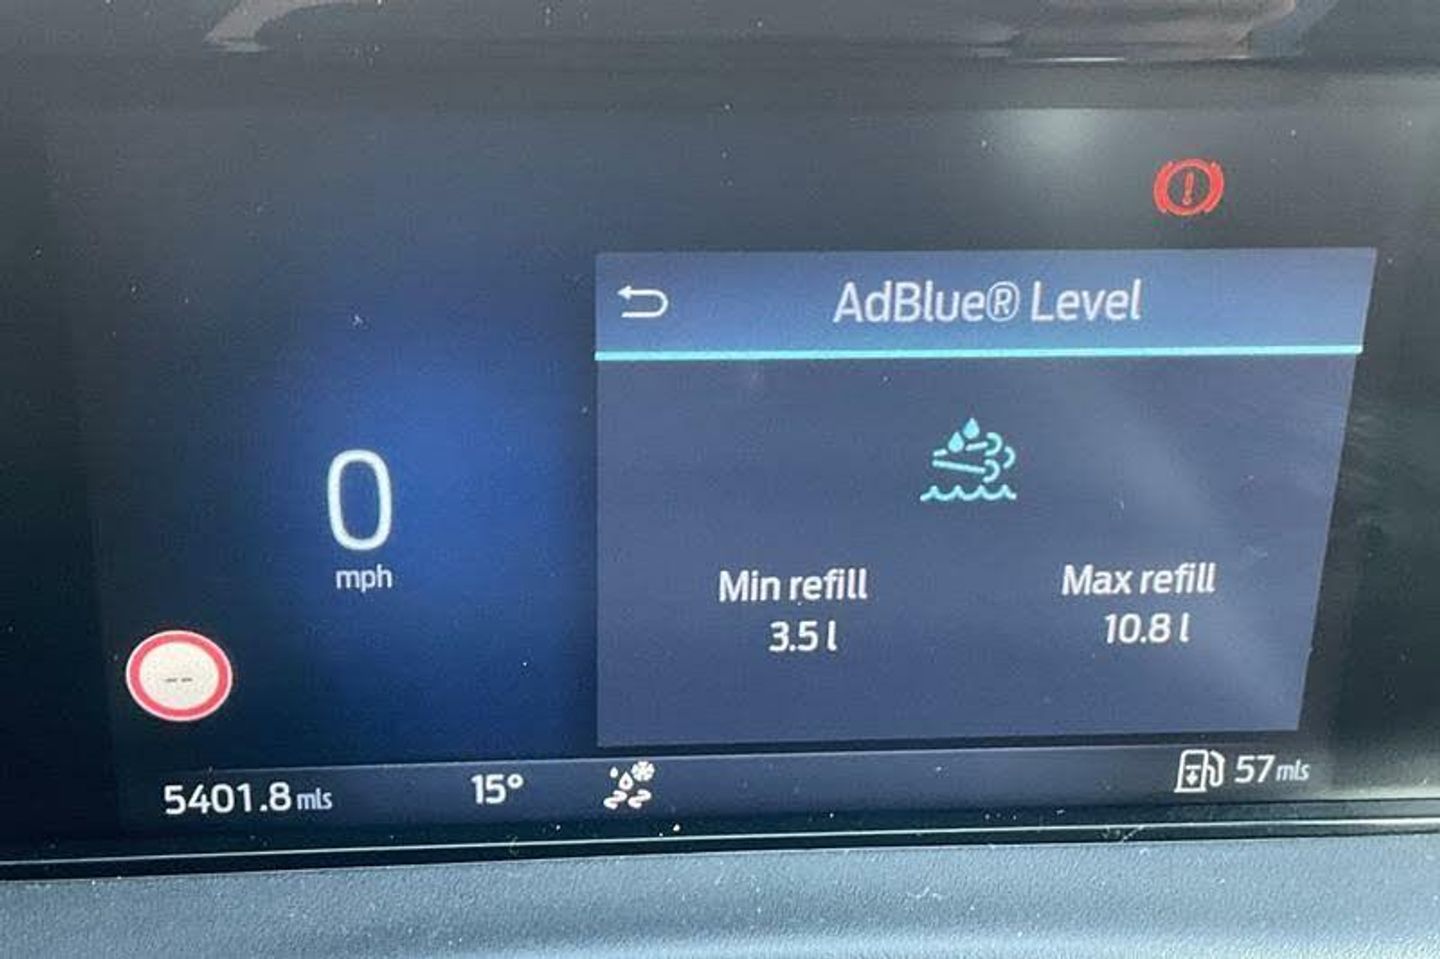 AdBlue® Level
0
mph
Min refill
3.5 l
Max refill
10.8 l
--
5401.8 mls
15°
57 mls